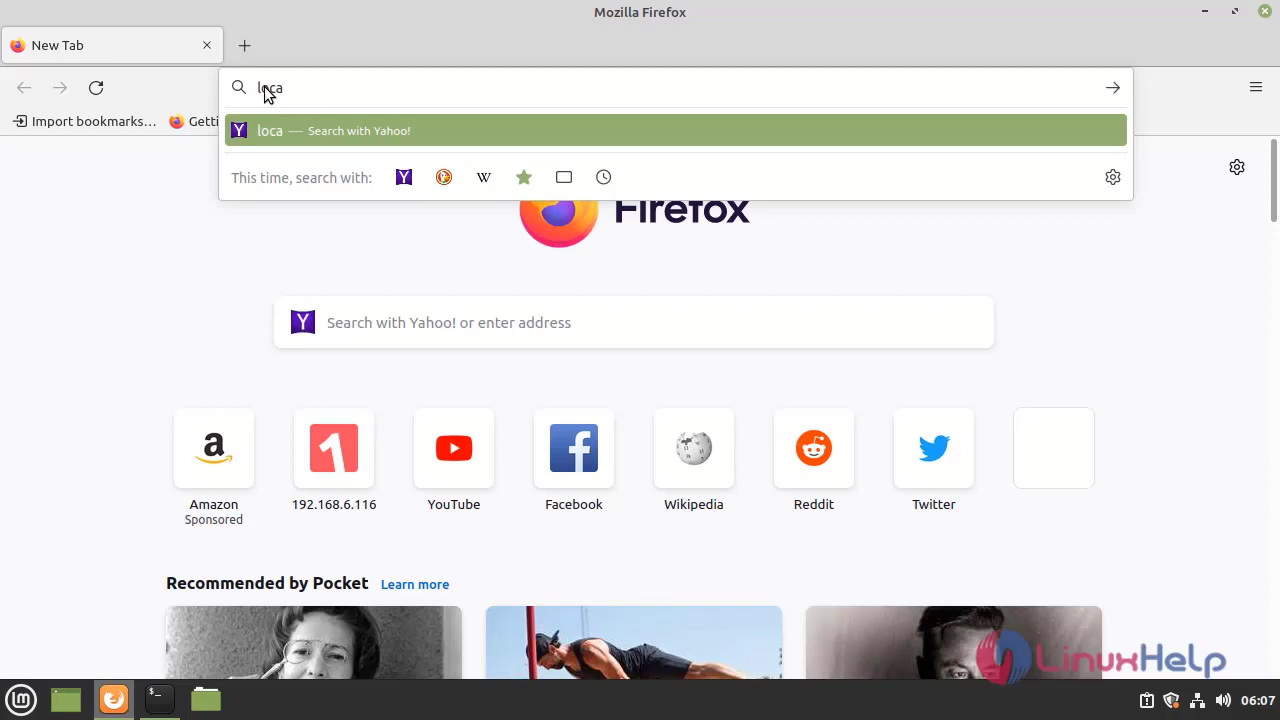 Mozilla Firefox
New Tab
loca
Import bookmarks...
Getti
loca — Search with Yahoo!
This time, search with:
Firefox
Search with Yahoo! or enter address
Amazon
Sponsored
192.168.6.116
YouTube
Facebook
Wikipedia
Reddit
Twitter
Recommended by Pocket
Learn more
LinuxHelp
06:07